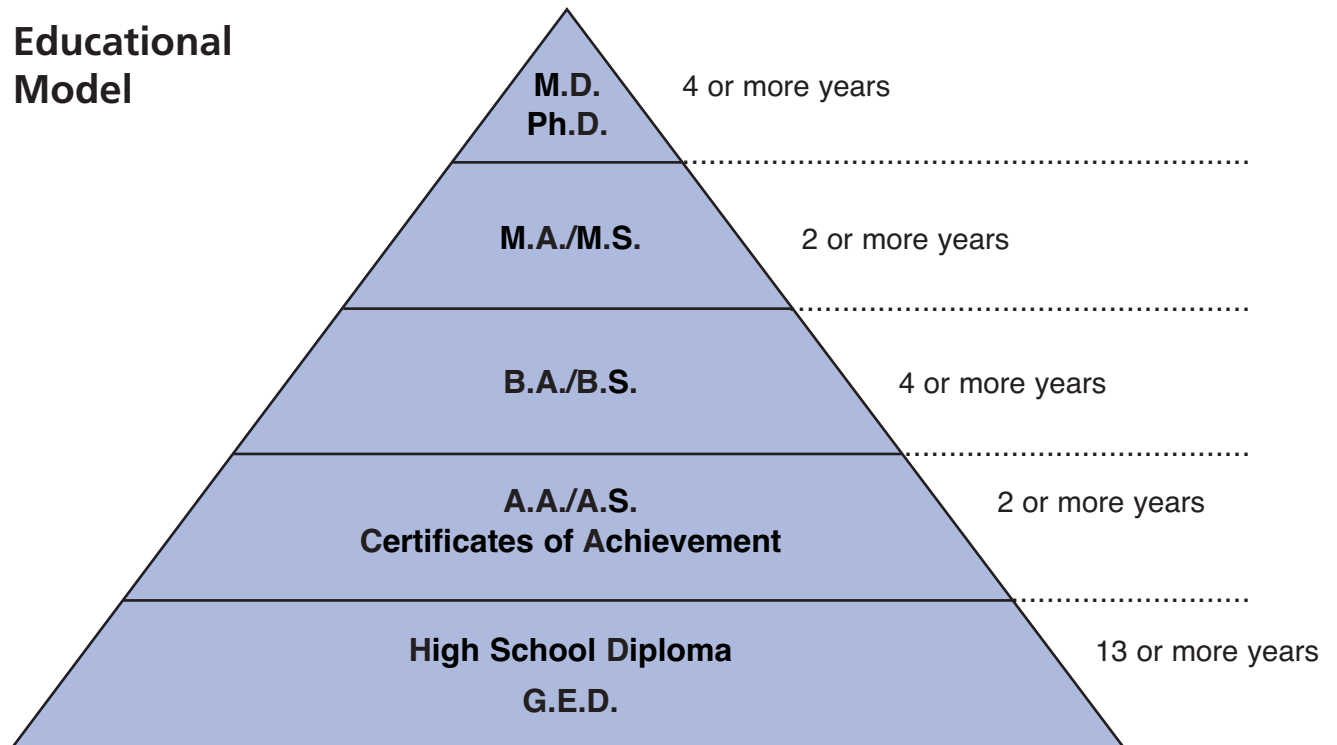 Educational
Model
M.D.
Ph.D.
4 or more years
M.A./M.S.
2 or more years
B.A./B.S.
4 or more years
A.A./A.S.
Certificates of Achievement
2 or more years
High School Diploma
G.E.D.
13 or more years